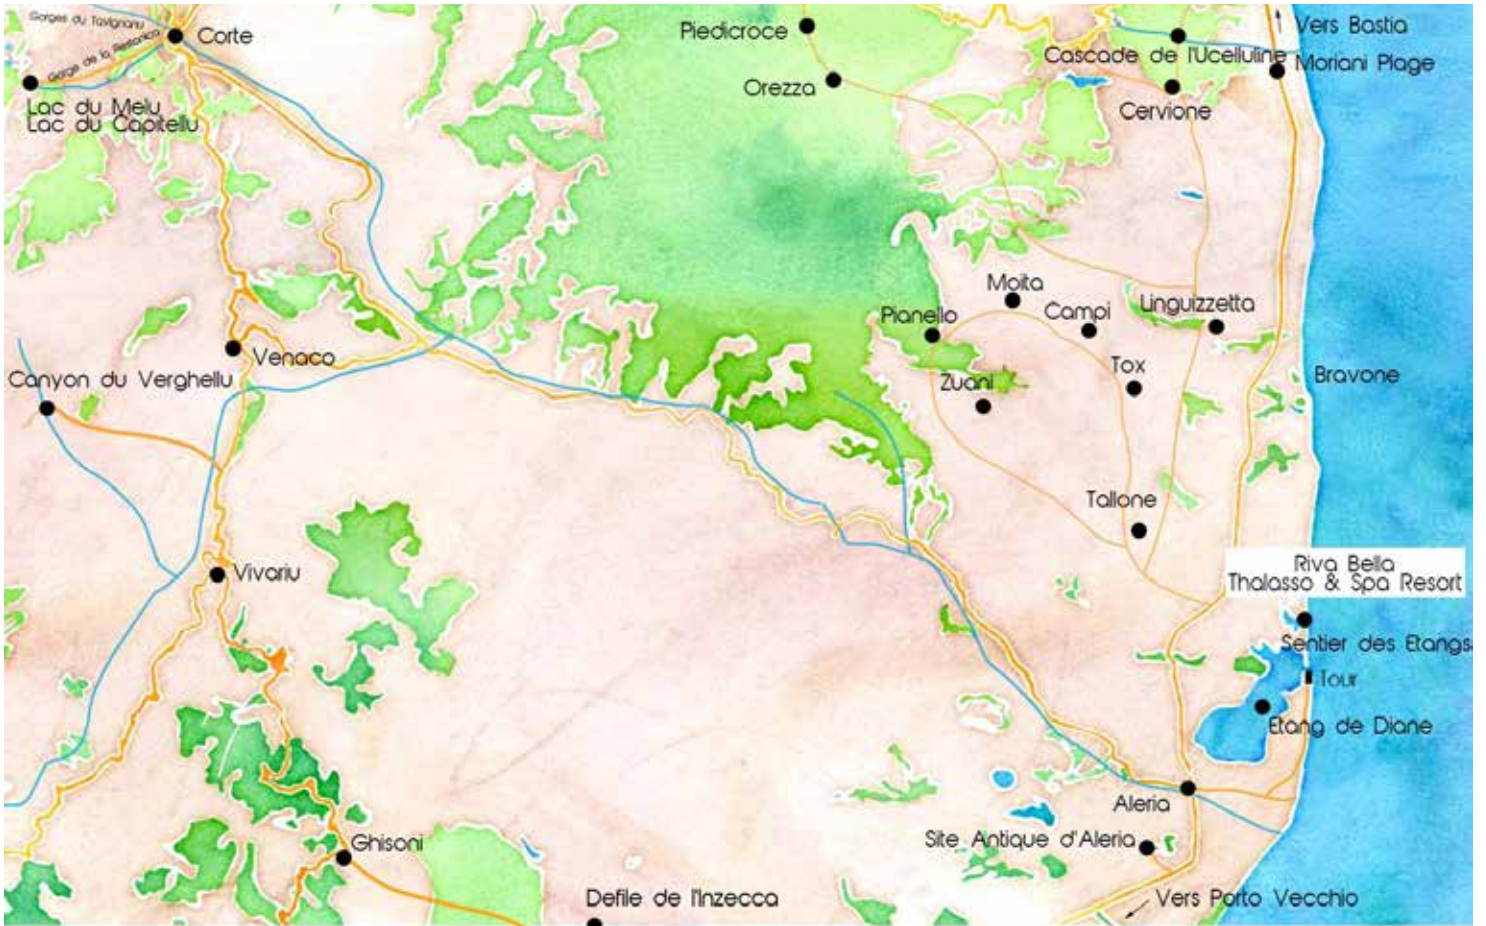 Gorges du Tavignanu
Corte
Gorge de la Restonica
Lac du Melu
Lac du Capitellu
Piedicroce
Orezza
Vers Bastia
Cascade de l'Ucelluline
Moriani Plage
Cervione
Venaco
Canyon du Verghellu
Moita
Pianello
Campi
Linguizzetta
Zuani
Tox
Bravone
Tallone
Vivariu
Riva Bella
Thalasso & Spa Resort
Sentier des Etangs
Tour
Etang de Diane
Aleria
Site Antique d'Aleria
Ghisoni
Defile de l'Inzecca
Vers Porto Vecchio